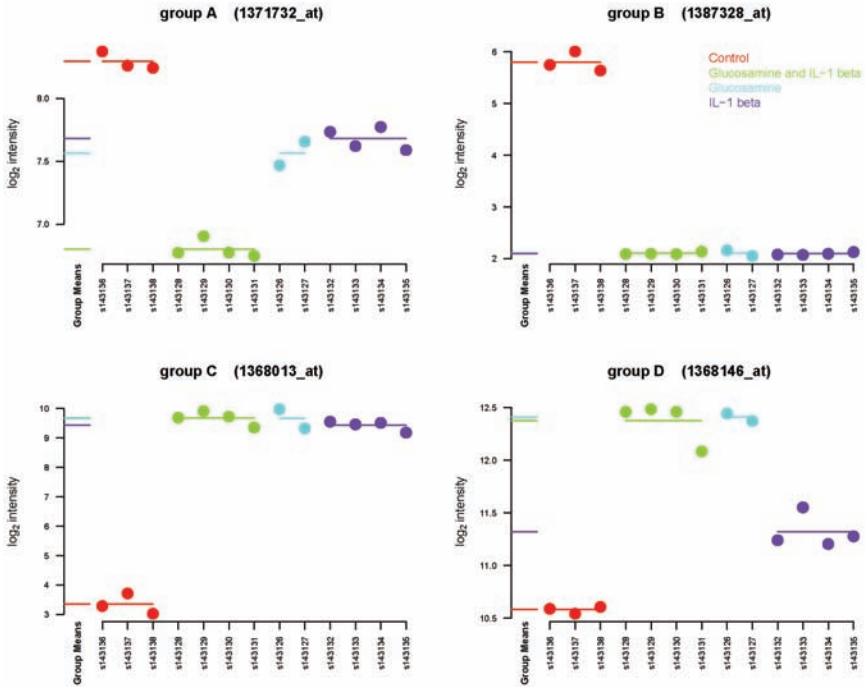 group A (1371732_at)
log2 intensity
8.0
7.5
7.0
Group Means
s143136
s143137
s143138
s143128
s143129
s143130
s143131
s143126
s143127
s143132
s143133
s143134
s143135
group B (1387328_at)
Control
Glucosamine and IL-1 beta
Glucosamine
IL-1 beta
log2 intensity
6
5
4
3
2
Group Means
s143136
s143137
s143138
s143128
s143129
s143130
s143131
s143126
s143127
s143132
s143133
s143134
s143135
group C (1368013_at)
log2 intensity
10
9
8
7
6
5
4
3
Group Means
s143136
s143137
s143138
s143128
s143129
s143130
s143131
s143126
s143127
s143132
s143133
s143134
s143135
group D (1368146_at)
log2 intensity
12.5
12.0
11.5
11.0
10.5
Group Means
s143136
s143137
s143138
s143128
s143129
s143130
s143131
s143126
s143127
s143132
s143133
s143134
s143135